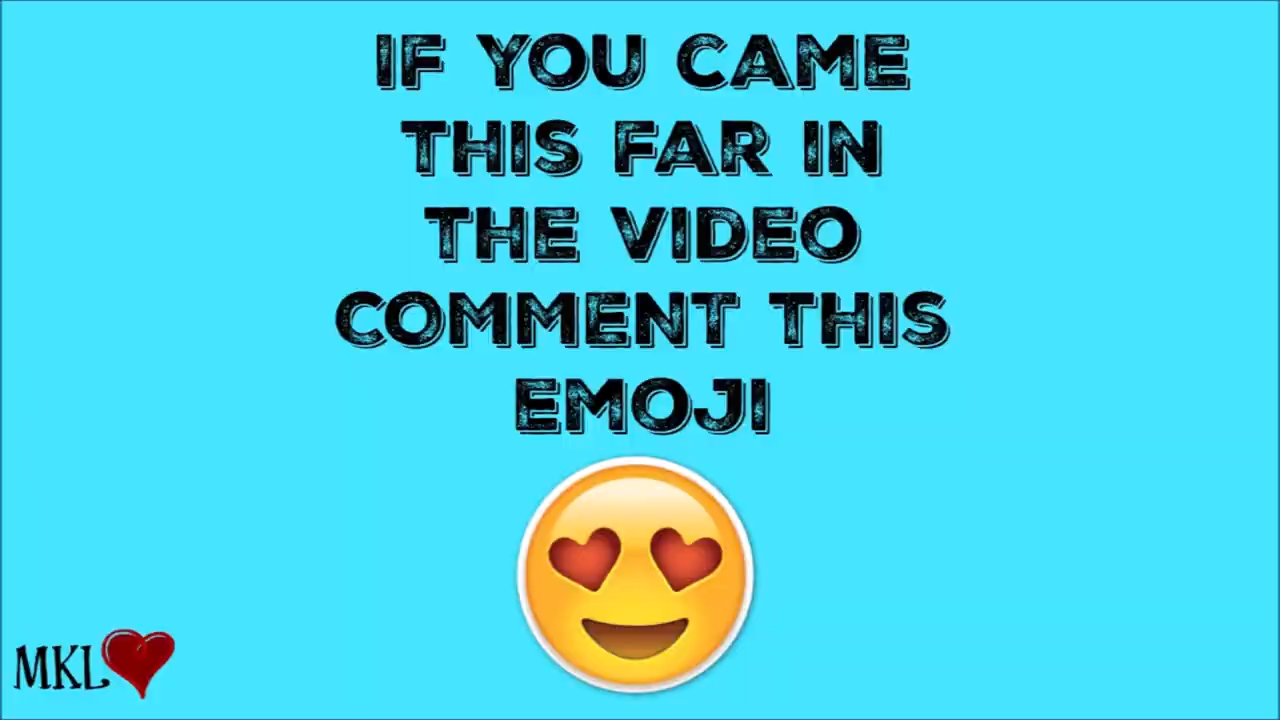 IF YOU CAME
THIS FAR IN
THE VIDEO
COMMENT THIS
EMOJI
MKL